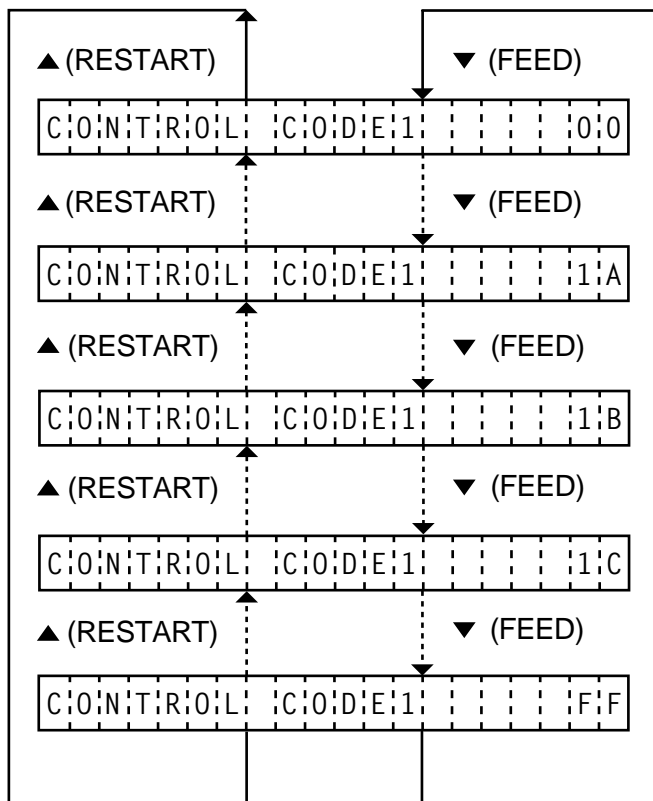 ▲ (RESTART) ▼ (FEED)
CONTROL CODE1 00
▲ (RESTART) ▼ (FEED)
CONTROL CODE1 1A
▲ (RESTART) ▼ (FEED)
CONTROL CODE1 1B
▲ (RESTART) ▼ (FEED)
CONTROL CODE1 1C
▲ (RESTART) ▼ (FEED)
CONTROL CODE1 FF